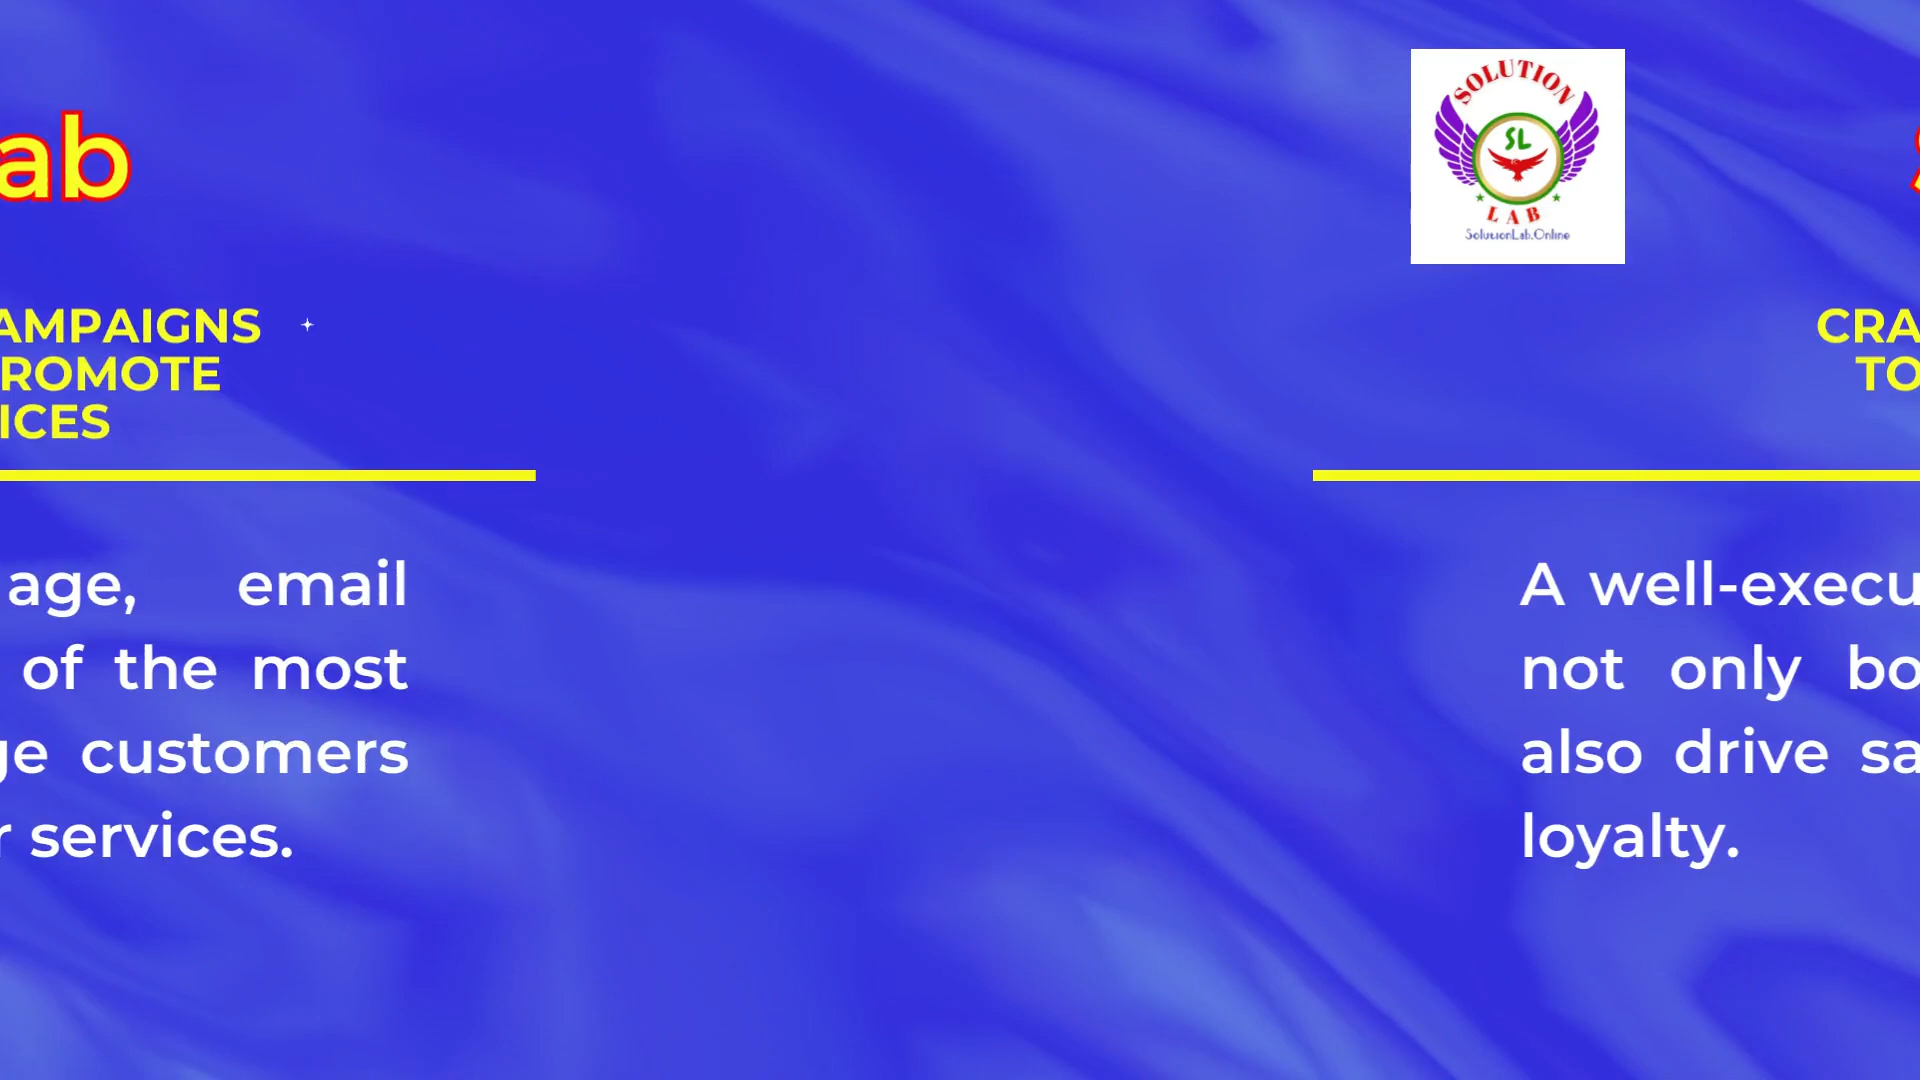 ab
AMPAIGNS
ROMOTE
ICES
age, email
of the most
ge customers
r services.
SOLUTION
SL
LAB
SolutionLab.Online
CRA
TO
A well-execu
not only bo
also drive sa
loyalty.